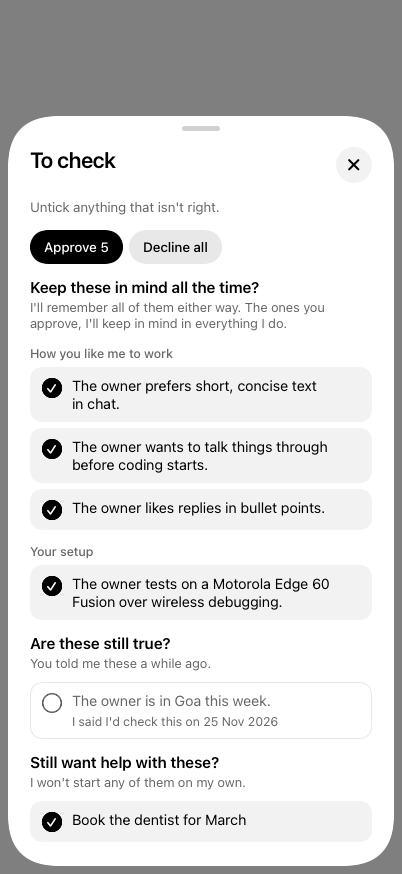 To check
Untick anything that isn't right.
Approve 5
Decline all
Keep these in mind all the time?
I'll remember all of them either way. The ones you
approve, I'll keep in mind in everything I do.
How you like me to work
The owner prefers short, concise text
in chat.
The owner wants to talk things through
before coding starts.
The owner likes replies in bullet points.
Your setup
The owner tests on a Motorola Edge 60
Fusion over wireless debugging.
Are these still true?
You told me these a while ago.
The owner is in Goa this week.
I said I'd check this on 25 Nov 2026
Still want help with these?
I won't start any of them on my own.
Book the dentist for March